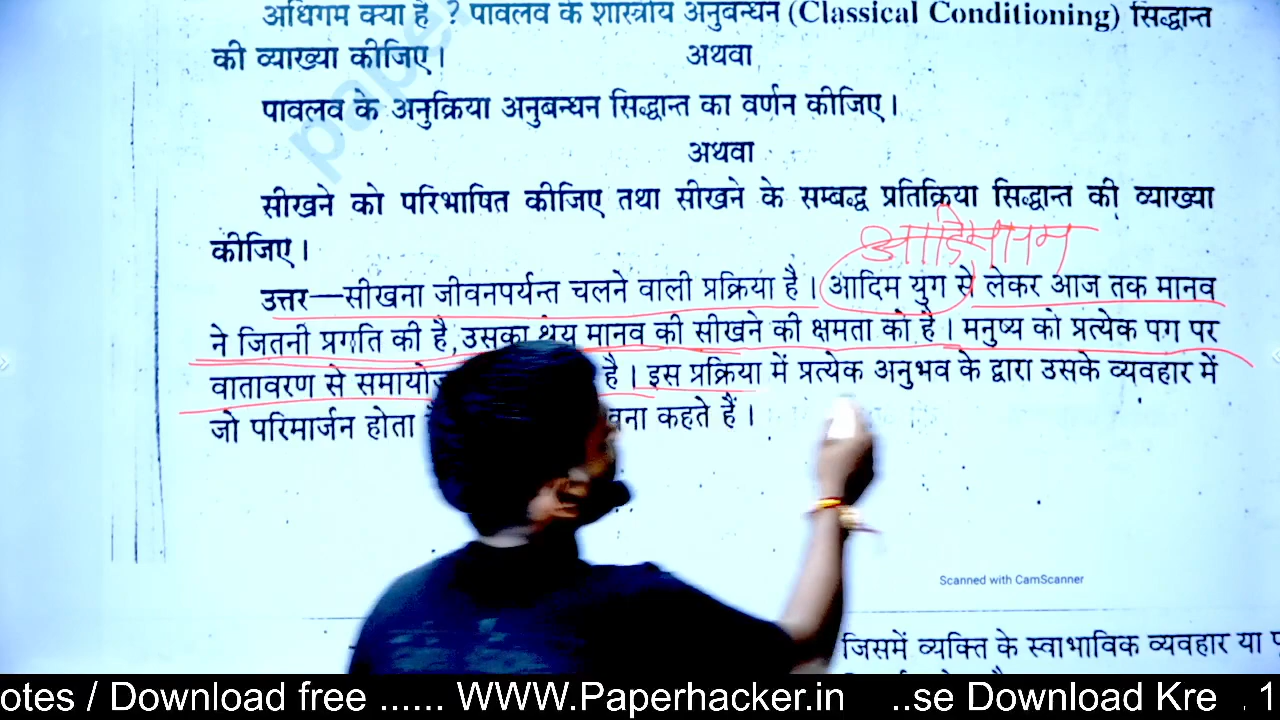 अधिगम क्या है ? पावलव के शास्त्रीय अनुबन्धन (Classical Conditioning) सिद्धान्त
की व्याख्या कीजिए।
अथवा
पावलव के अनुक्रिया अनुबन्धन सिद्धान्त का वर्णन कीजिए।
अथवा
सीखने को परिभाषित कीजिए तथा सीखने के सम्बद्ध प्रतिक्रिया सिद्धान्त की व्याख्या
कीजिए।
उत्तर—सीखना जीवनपर्यन्त चलने वाली प्रक्रिया है। आदिम युग से लेकर आज तक मानव
ने जितनी प्रगति की है, उसका श्रेय मानव की सीखने की क्षमता को है। मनुष्य को प्रत्येक पग पर
वातावरण से है। इस प्रक्रिया में प्रत्येक अनुभव के द्वारा उसके व्यवहार में
जो परिमार्जन होता कहते हैं।
Scanned with CamScanner
जिसमें व्यक्ति के स्वाभाविक व्यवहार या
otes / Download free ...... WWW.Paperhacker.in ..se Download Kre . 1